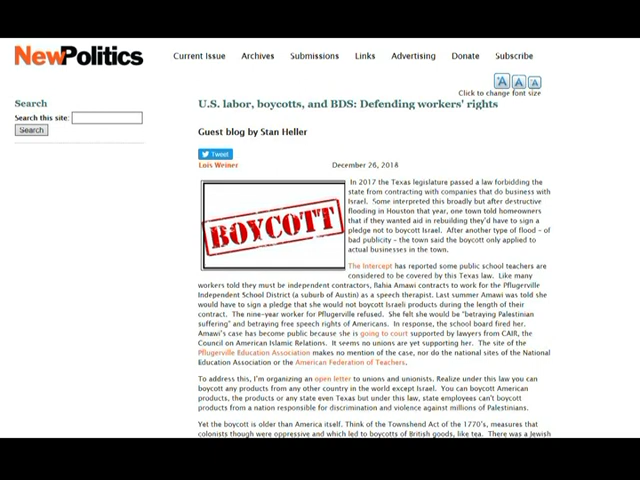 NewPolitics
Current Issue Archives Submissions Links Advertising Donate Subscribe
A A A
Click to change font size
Search
Search this site:
Search
U.S. labor, boycotts, and BDS: Defending workers' rights
Guest blog by Stan Heller
Tweet
Lois Weiner December 26, 2018
BOYCOTT
In 2017 the Texas legislature passed a law forbidding the
state from contracting with companies that do business with
Israel. Some interpreted this broadly but after destructive
flooding in Houston that year, one town told homeowners
that if they wanted aid in rebuilding they'd have to sign a
pledge not to boycott Israel. After another type of flood - of
bad publicity - the town said the boycott only applied to
actual businesses in the town.
The Intercept has reported some public school teachers are
considered to be covered by this Texas law. Like many
workers told they must be independent contractors, Bahia Amawi contracts to work for the Pflugerville
Independent School District (a suburb of Austin) as a speech therapist. Last summer Amawi was told she
would have to sign a pledge that she would not boycott Israeli products during the length of their
contract. The nine-year worker for Pflugerville refused. She felt she would be "betraying Palestinian
suffering" and betraying free speech rights of Americans. In response, the school board fired her.
Amawi's case has become public because she is going to court supported by lawyers from CAIR, the
Council on American Islamic Relations. It seems no unions are yet supporting her. The site of the
Pflugerville Education Association makes no mention of the case, nor do the national sites of the National
Education Association or the American Federation of Teachers.
To address this, I'm organizing an open letter to unions and unionists. Realize under this law you can
boycott any products from any other country in the world except Israel. You can boycott American
products, the products or any state even Texas but under this law, state employees can't boycott
products from a nation responsible for discrimination and violence against millions of Palestinians.
Yet the boycott is older than America itself. Think of the Townshend Act of the 1770's, measures that
colonists though were oppressive and which led to boycotts of British goods, like tea. There was a Jewish